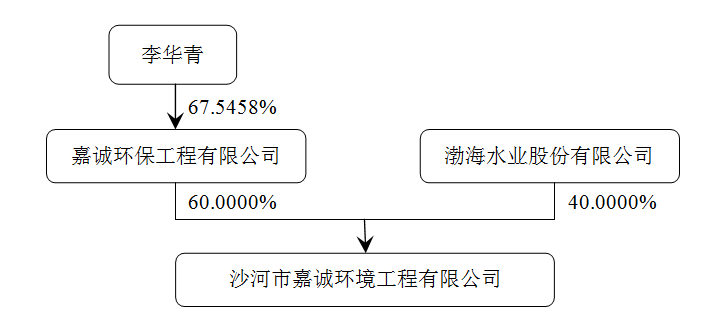 李华青
67.5458%
嘉诚环保工程有限公司
渤海水业股份有限公司
60.0000%
40.0000%
沙河市嘉诚环境工程有限公司